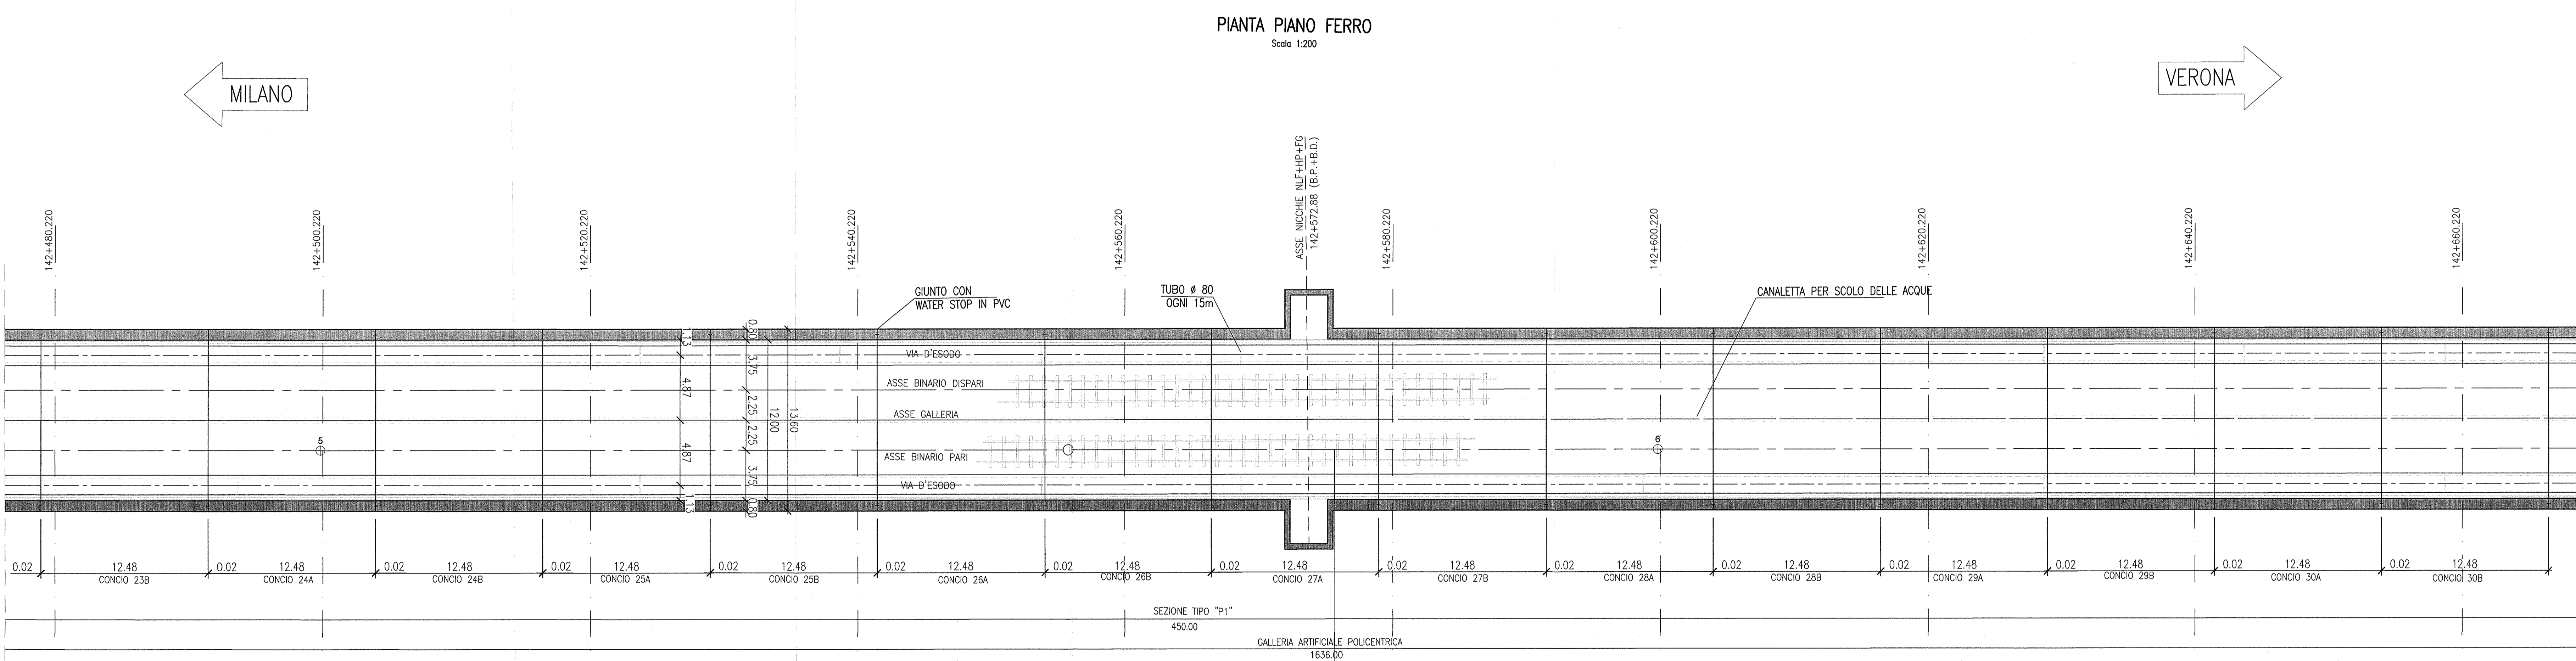 PIANTA PIANO FERRO
Scala 1:200
MILANO
VERONA
142+480.220
142+500.220
142+520.220
142+540.220
142+560.220
ASSE NICCHIE NLF+HP+FG
142+572.88 (B.P.+B.D.)
142+580.220
142+600.220
142+620.220
142+640.220
142+660.220
GIUNTO CON
WATER STOP IN PVC
TUBO ø 80
OGNI 15m
CANALETTA PER SCOLO DELLE ACQUE
1.13
4.87
4.87
1.13
0.80
3.75
2.25
2.25
3.75
0.80
12.00
13.60
VIA D'ESODO
ASSE BINARIO DISPARI
ASSE GALLERIA
ASSE BINARIO PARI
VIA D'ESODO
5
6
0.02 12.48 0.02 12.48 0.02 12.48 0.02 12.48 0.02 12.48 0.02 12.48 0.02 12.48 0.02 12.48 0.02 12.48 0.02 12.48 0.02 12.48 0.02 12.48 0.02 12.48 0.02 12.48 0.02 12.48
CONCIO 23B CONCIO 24A CONCIO 24B CONCIO 25A CONCIO 25B CONCIO 26A CONCIO 26B CONCIO 27A CONCIO 27B CONCIO 28A CONCIO 28B CONCIO 29A CONCIO 29B CONCIO 30A CONCIO 30B
SEZIONE TIPO "P1"
450.00
GALLERIA ARTIFICIALE POLICENTRICA
1636.00